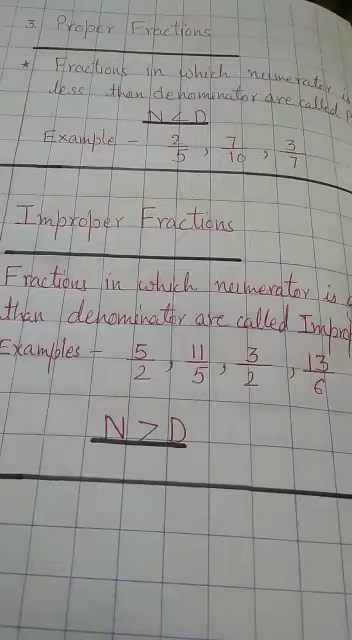 3. Proper Fractions
* Fractions in which numerator is
less than denominator are called
N < D
Example - 2/5, 7/10, 3/7
Improper Fractions
Fractions in which numerator is
than denominator are called Improp
Examples - 5/2, 11/5, 3/2, 13/6
N > D